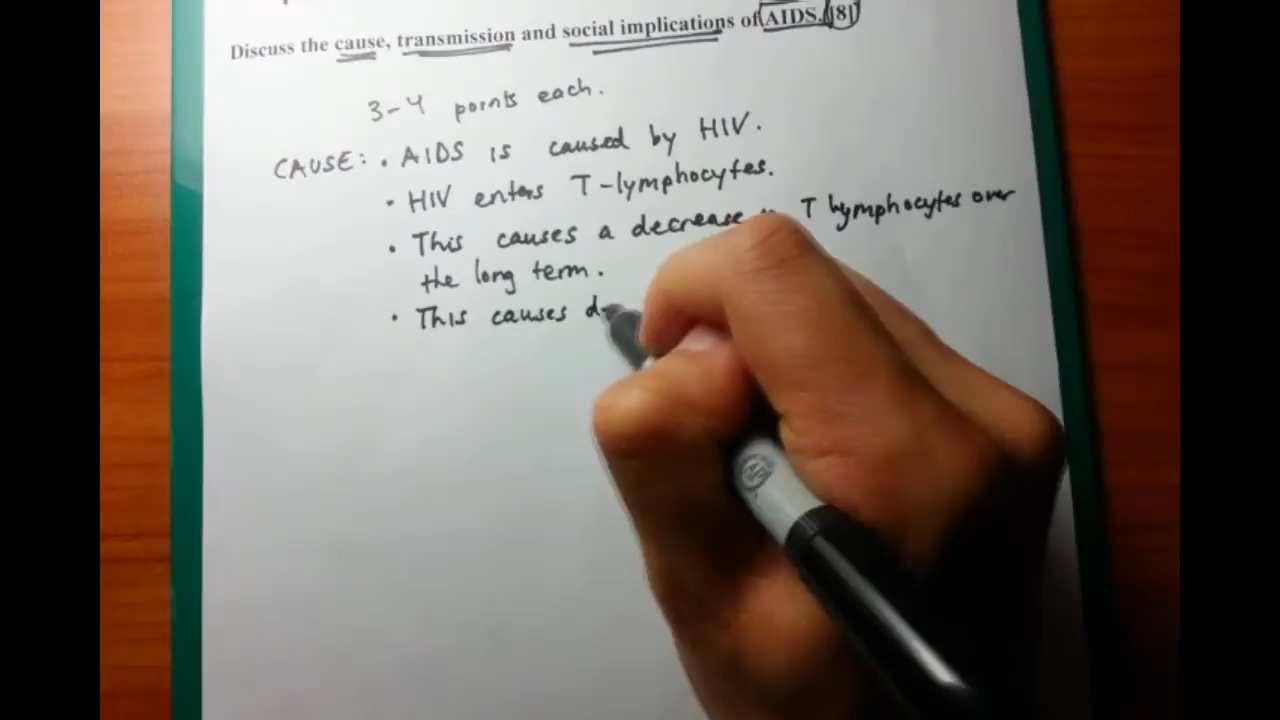 Discuss the cause, transmission and social implications of AIDS. (8)
3-4 points each.
CAUSE: • AIDS is caused by HIV.
• HIV enters T-lymphocytes.
• This causes a decrease T lymphocytes over
the long term.
• This causes d